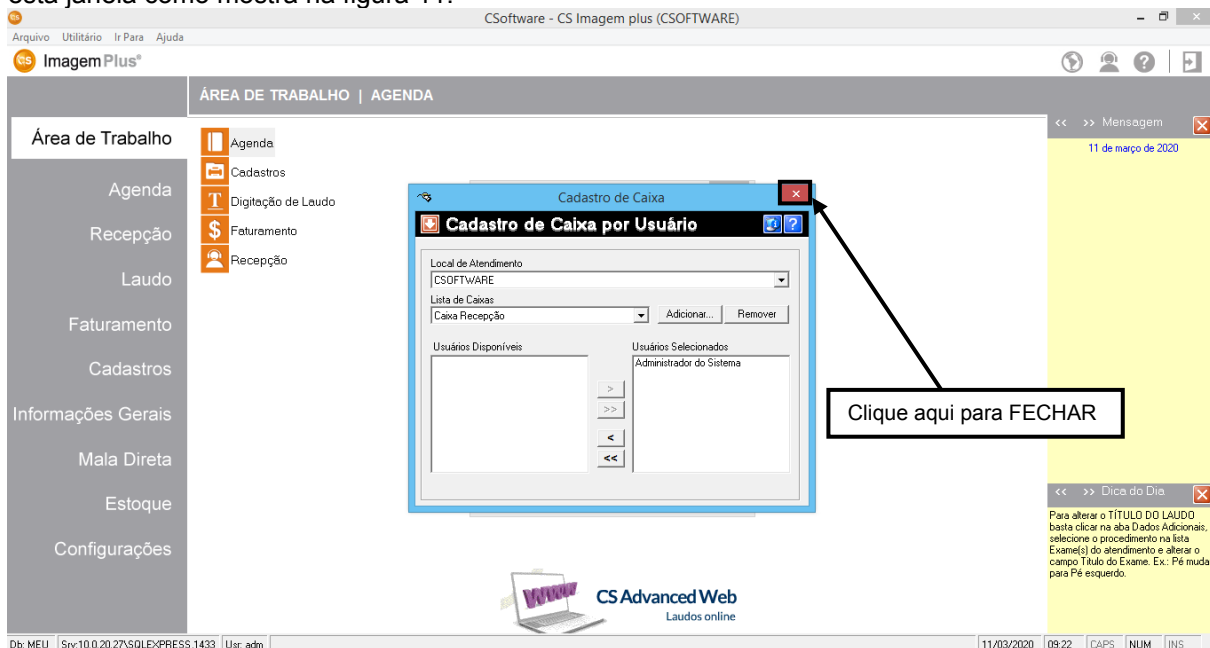 esta janela como mostra na figura 11.
CSoftware - CS Imagem plus (CSOFTWARE)
Arquivo Utilitário Ir Para Ajuda
CS Imagem Plus®
ÁREA DE TRABALHO | AGENDA
Área de Trabalho
Agenda
Recepção
Laudo
Faturamento
Cadastros
Informações Gerais
Mala Direta
Estoque
Configurações
Agenda
Cadastros
T Digitação de Laudo
$ Faturamento
Recepção
Cadastro de Caixa
Cadastro de Caixa por Usuário
Local de Atendimento
CSOFTWARE
Lista de Caixas
Caixa Recepção
Adicionar... Remover
Usuários Disponíveis
Usuários Selecionados
Administrador do Sistema
>
>>
<
<<
Clique aqui para FECHAR
<< >> Mensagem
11 de março de 2020
<< >> Dica do Dia
Para alterar o TÍTULO DO LAUDO
basta clicar na aba Dados Adicionais,
selecione o procedimento na lista
Exame(s) do atendimento e alterar o
campo Titulo do Exame. Ex.: Pé muda
para Pé esquerdo.
WWW
CS Advanced Web
Laudos online
Db: MEU Srv:10.0.20.27\SQLEXPRESS,1433 Usr: adm 11/03/2020 09:22 CAPS NUM INS